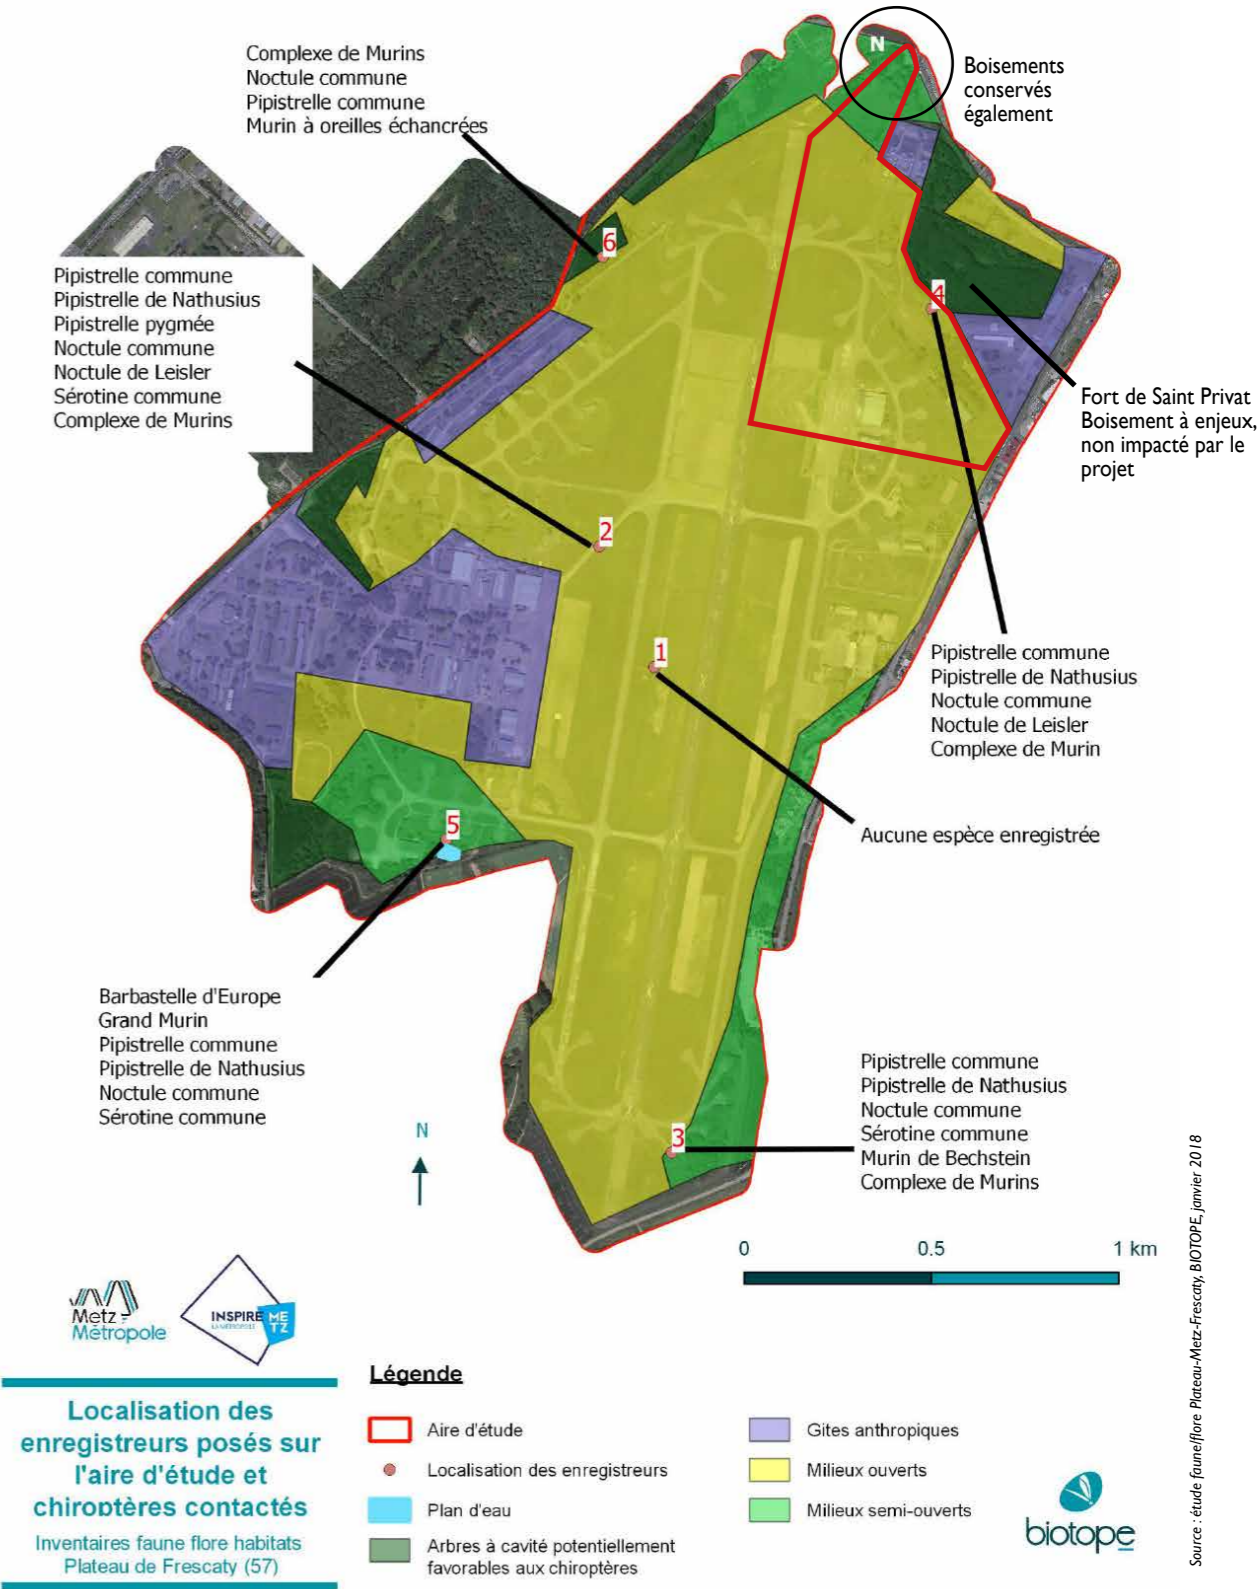 Complexe de Murins
Noctule commune
Pipistrelle commune
Murin à oreilles échancrées
N
Boisements
conservés
également
6
Pipistrelle commune
Pipistrelle de Nathusius
Pipistrelle pygmée
Noctule commune
Noctule de Leisler
Sérotine commune
Complexe de Murins
4
Fort de Saint Privat
Boisement à enjeux,
non impacté par le
projet
2
1
Pipistrelle commune
Pipistrelle de Nathusius
Noctule commune
Noctule de Leisler
Complexe de Murin
Aucune espèce enregistrée
5
Barbastelle d'Europe
Grand Murin
Pipistrelle commune
Pipistrelle de Nathusius
Noctule commune
Sérotine commune
3
Pipistrelle commune
Pipistrelle de Nathusius
Noctule commune
Sérotine commune
Murin de Bechstein
Complexe de Murins
N
0 0.5 1 km
Metz
Métropole
INSPIRE METZ
LA MÉTROPOLE
Localisation des
enregistreurs posés sur
l'aire d'étude et
chiroptères contactés
Inventaires faune flore habitats
Plateau de Frescaty (57)
Légende
Aire d'étude
Localisation des enregistreurs
Plan d'eau
Arbres à cavité potentiellement
favorables aux chiroptères
Gites anthropiques
Milieux ouverts
Milieux semi-ouverts
biotope
Source : étude faune/flore Plateau-Metz-Frescaty, BIOTOPE, janvier 2018